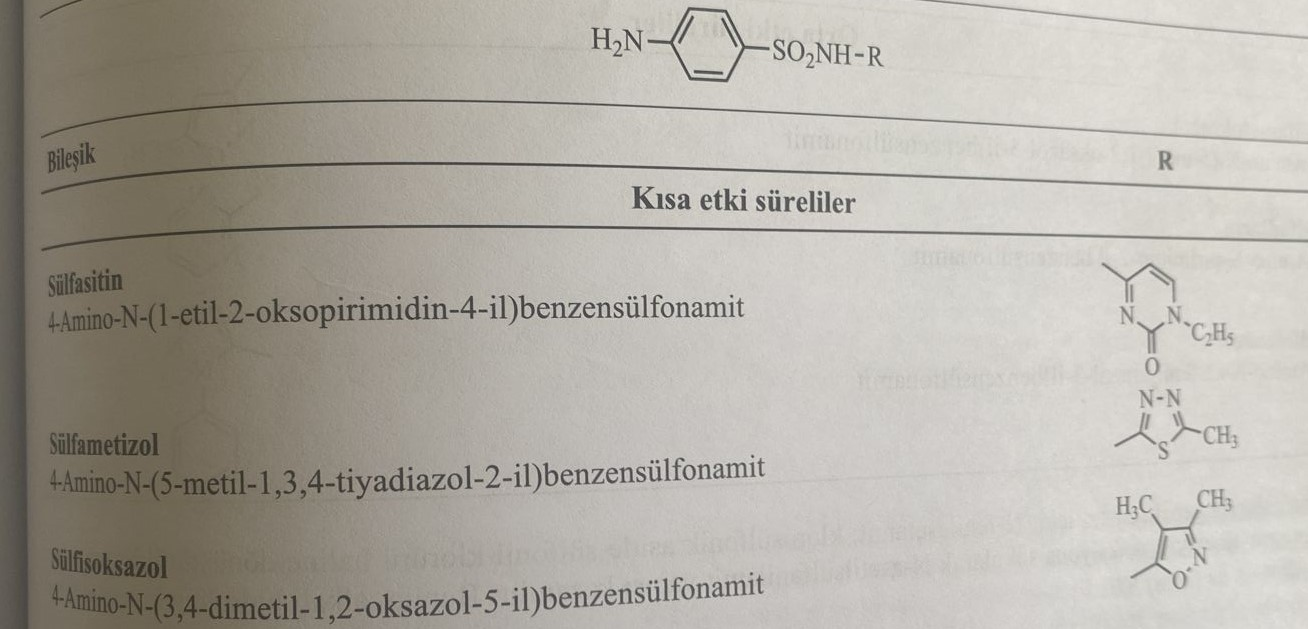 H₂N SO₂NH-R
Bileşik R
Kısa etki süreliler
Sülfasitin
4-Amino-N-(1-etil-2-oksopirimidin-4-il)benzensülfonamit
N N C₂H₅
O
Sülfametizol
4-Amino-N-(5-metil-1,3,4-tiyadiazol-2-il)benzensülfonamit
N-N
S CH₃
Sülfisoksazol
4-Amino-N-(3,4-dimetil-1,2-oksazol-5-il)benzensülfonamit
H₃C CH₃
N
O